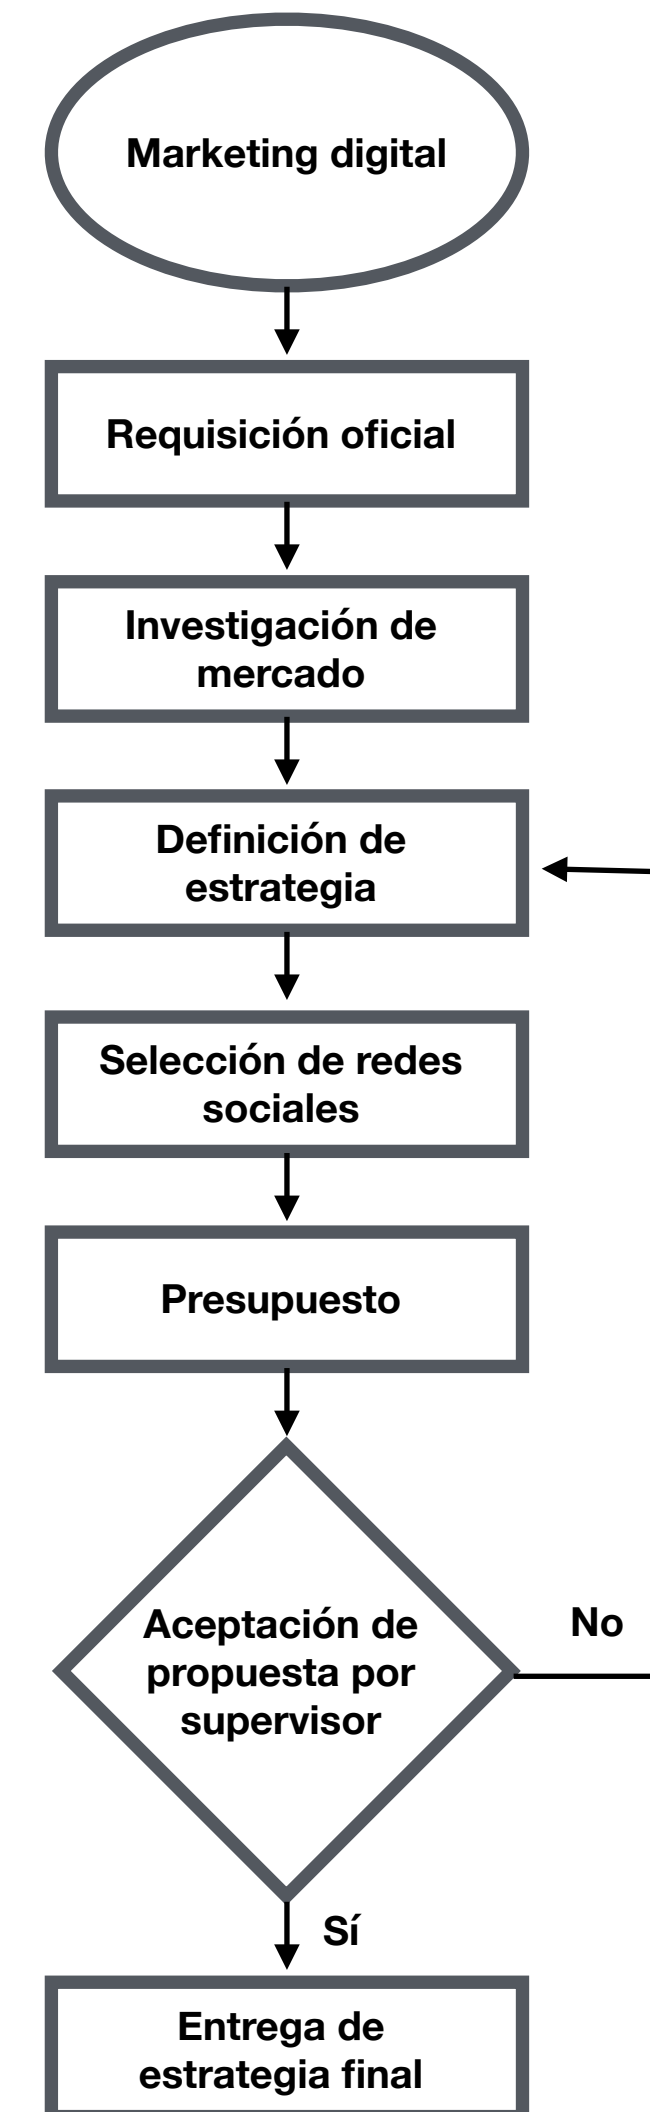 Marketing digital
Requisición oficial
Investigación de
mercado
Definición de
estrategia
Selección de redes
sociales
Presupuesto
Aceptación de
propuesta por
supervisor
No
Sí
Entrega de
estrategia final